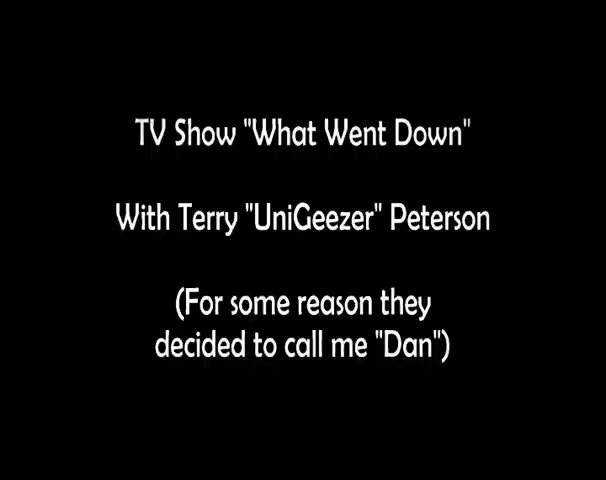 TV Show "What Went Down"
With Terry "UniGeezer" Peterson
(For some reason they
decided to call me "Dan")